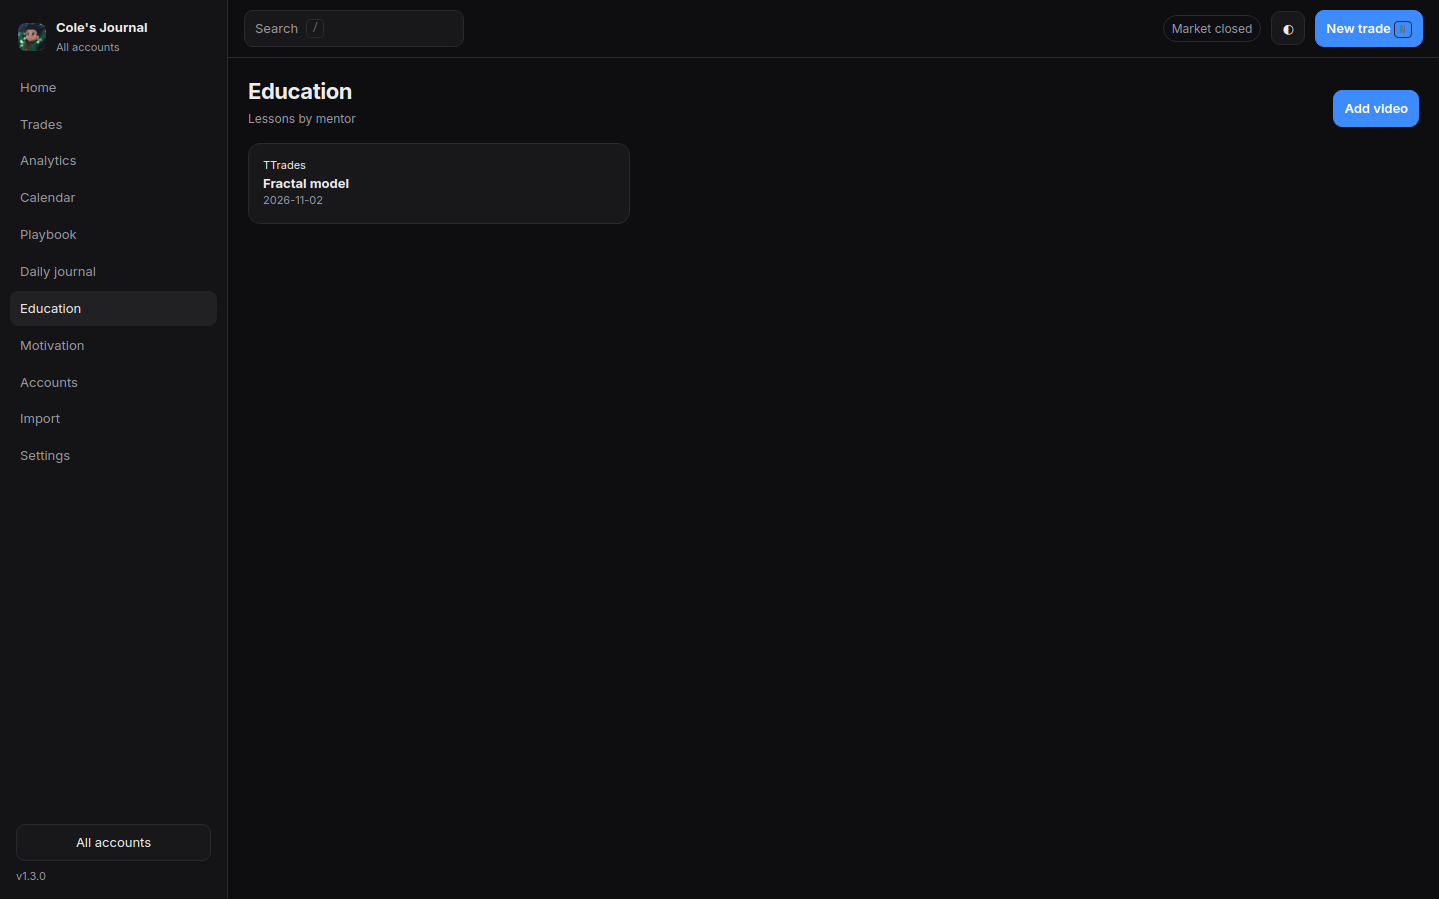 Cole's Journal
All accounts
Home
Trades
Analytics
Calendar
Playbook
Daily journal
Education
Motivation
Accounts
Import
Settings
All accounts
v1.3.0
Search /
Market closed
New trade
Education
Lessons by mentor
Add video
TTrades
Fractal model
2026-11-02